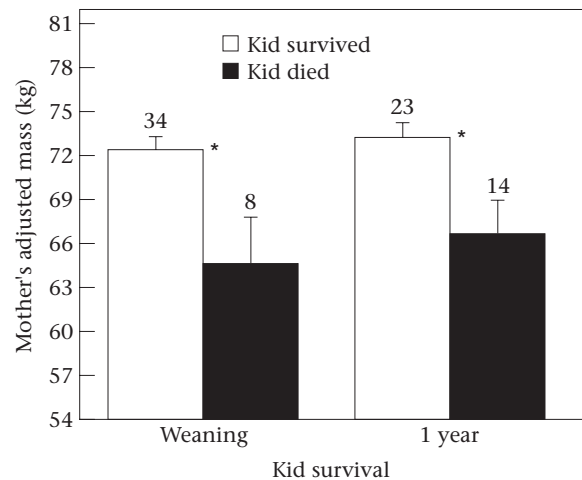 81
78
75
72
69
66
63
60
57
54
Mother's adjusted mass (kg)
Kid survived
Kid died
34
*
8
23
*
14
Weaning
1 year
Kid survival